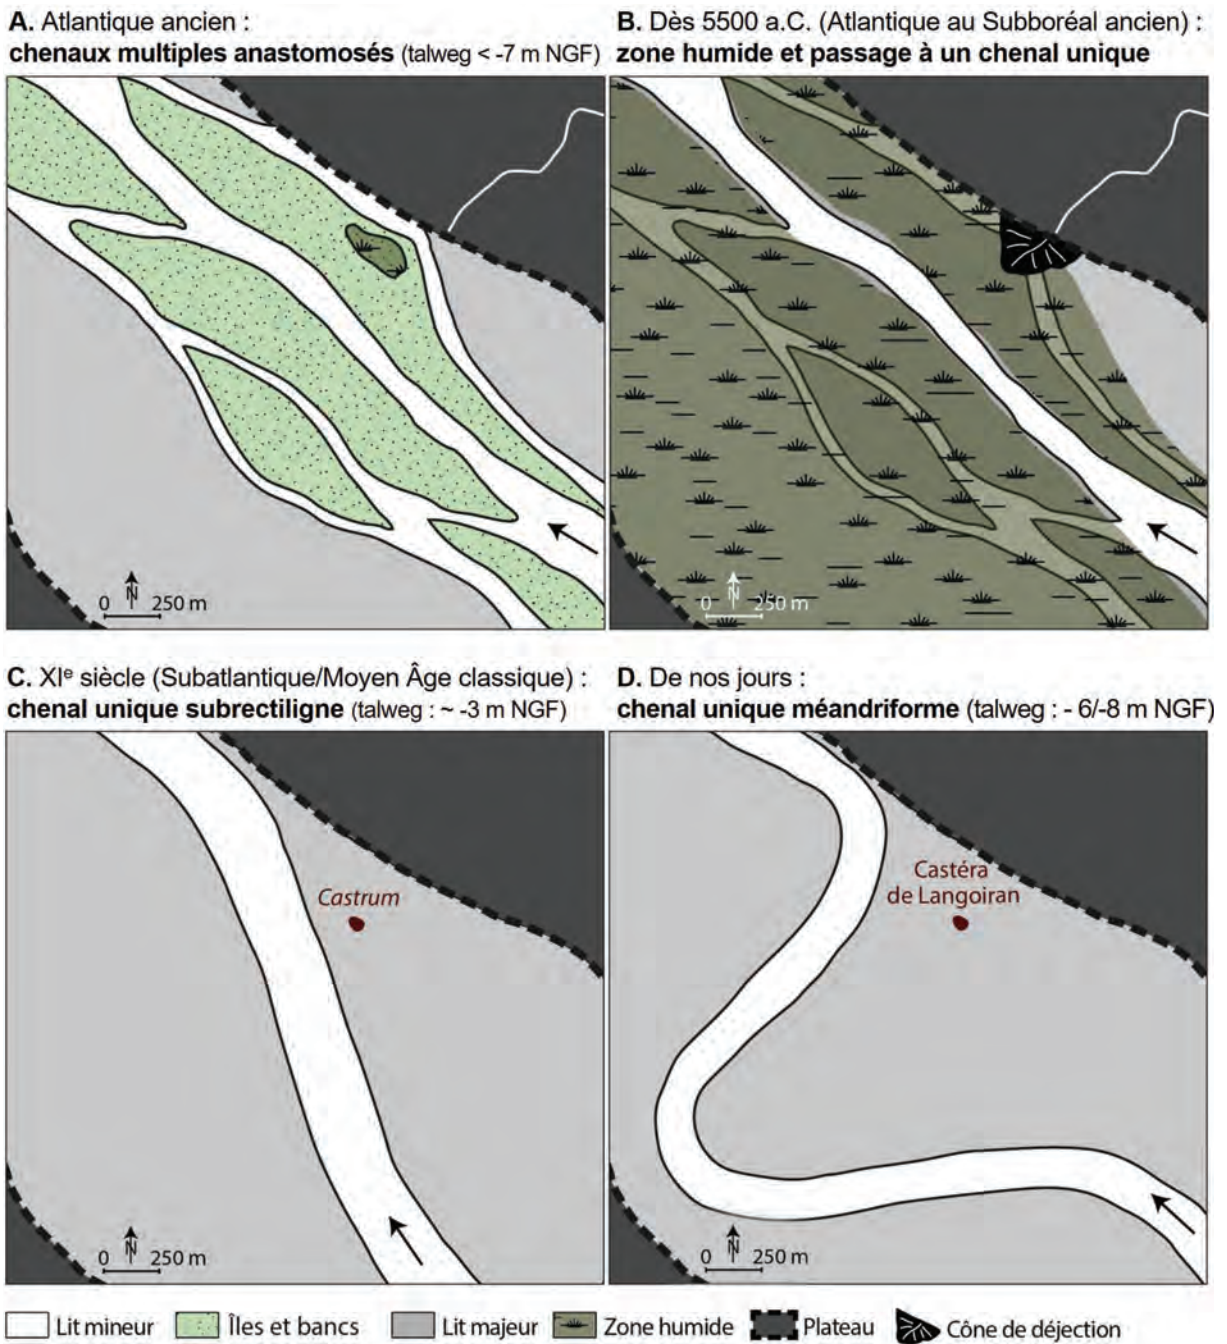 A. Atlantique ancien :
chenaux multiples anastomosés (talweg < -7 m NGF)
B. Dès 5500 a.C. (Atlantique au Subboréal ancien) :
zone humide et passage à un chenal unique
N
0 250 m
N
0 250 m
C. XIe siècle (Subatlantique/Moyen Âge classique) :
chenal unique subrectiligne (talweg : ~ -3 m NGF)
D. De nos jours :
chenal unique méandriforme (talweg : - 6/-8 m NGF)
Castrum
Castéra
de Langoiran
N
0 250 m
N
0 250 m
Lit mineur Îles et bancs Lit majeur Zone humide Plateau Cône de déjection